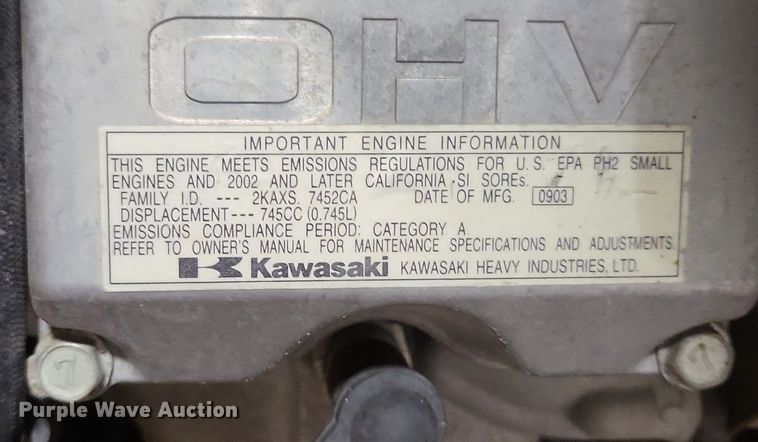 OHV
IMPORTANT ENGINE INFORMATION
THIS ENGINE MEETS EMISSIONS REGULATIONS FOR U.S. EPA PH2 SMALL
ENGINES AND 2002 AND LATER CALIFORNIA SI SOREs.
FAMILY I.D. --- 2KAXS. 7452CA DATE OF MFG. 0903
DISPLACEMENT --- 745CC (0.745L)
EMISSIONS COMPLIANCE PERIOD: CATEGORY A
REFER TO OWNER'S MANUAL FOR MAINTENANCE SPECIFICATIONS AND ADJUSTMENTS.
Kawasaki KAWASAKI HEAVY INDUSTRIES, LTD.
7 7
Purple Wave Auction